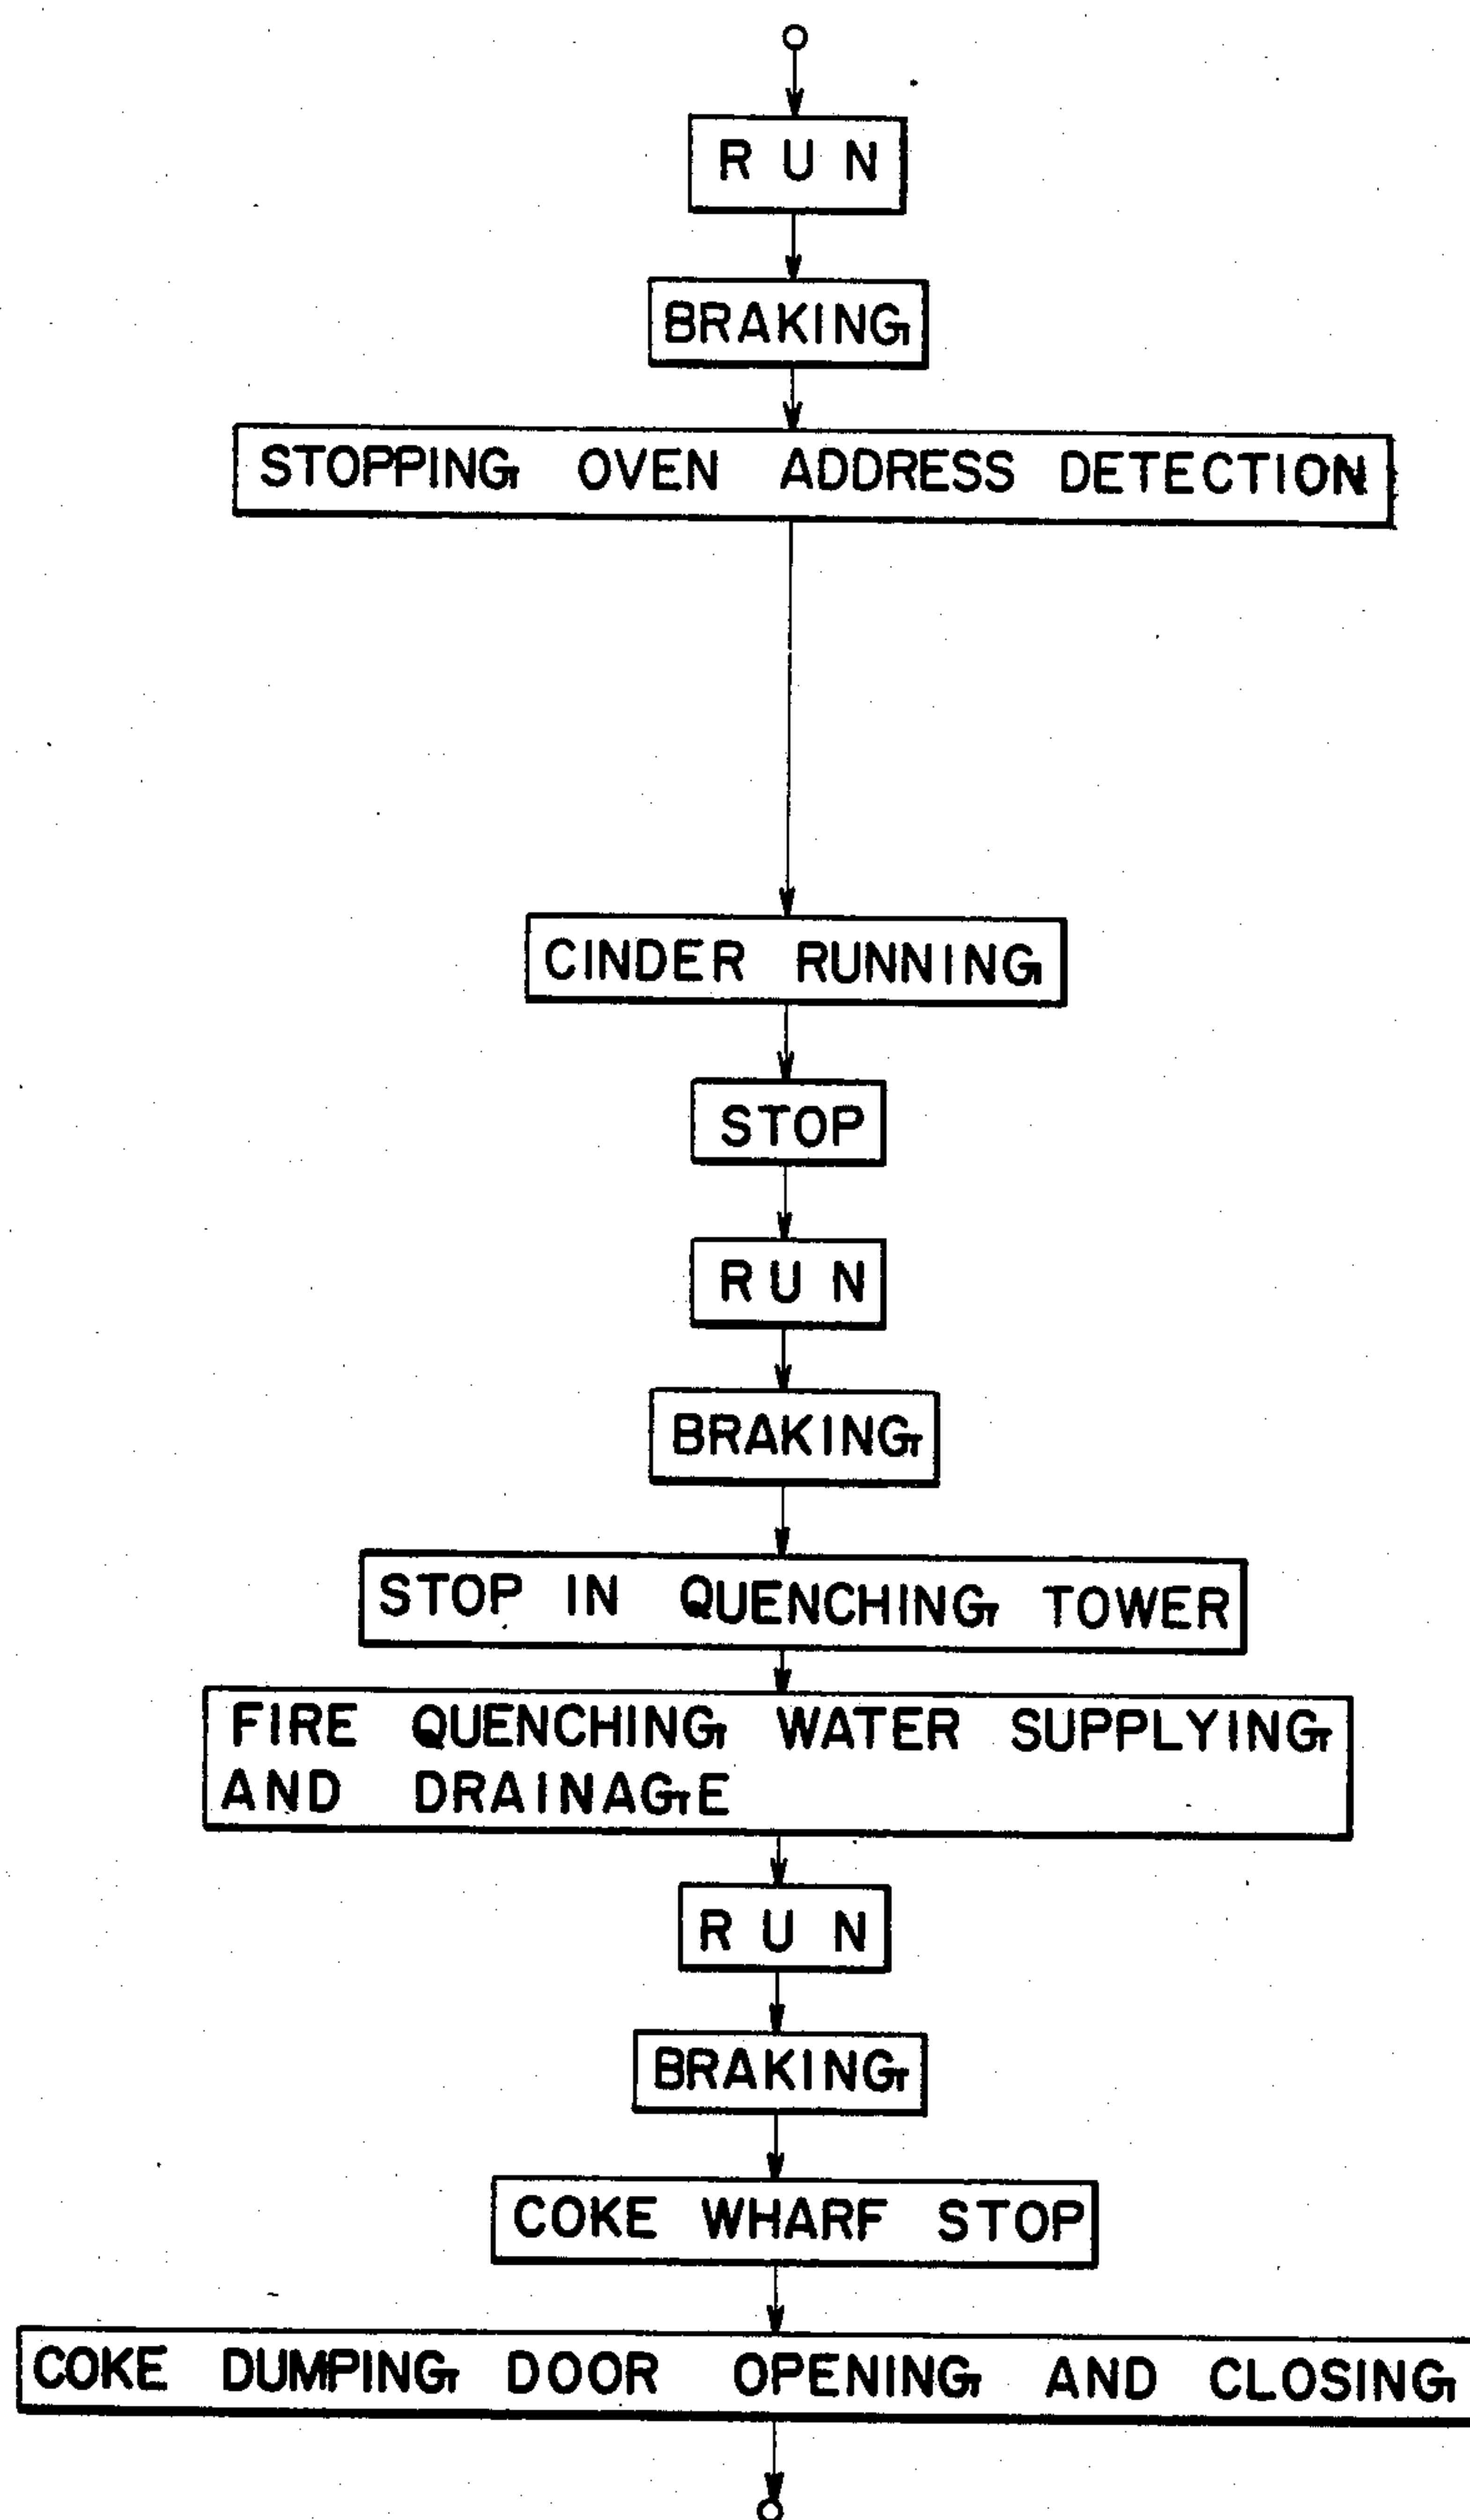 RUN
BRAKING
STOPPING OVEN ADDRESS DETECTION
CINDER RUNNING
STOP
RUN
BRAKING
STOP IN QUENCHING TOWER
FIRE QUENCHING WATER SUPPLYING
AND DRAINAGE
RUN
BRAKING
COKE WHARF STOP
COKE DUMPING DOOR OPENING AND CLOSING